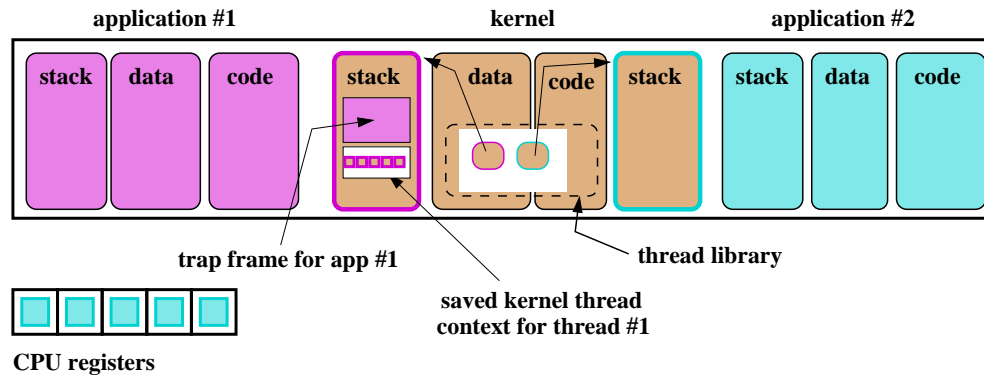 application #1
kernel
application #2
stack
data
code
stack
data
code
stack
stack
data
code
trap frame for app #1
thread library
saved kernel thread
context for thread #1
CPU registers